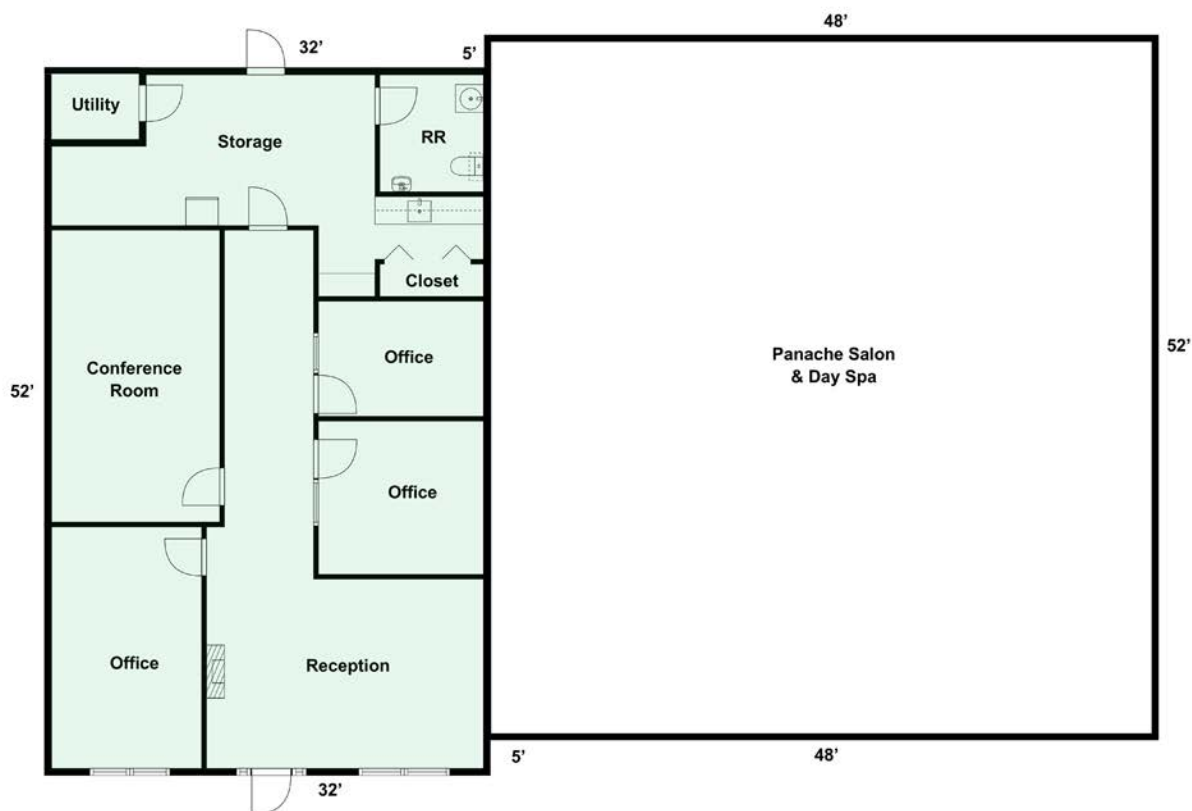 48’
32’
5’
Utility
Storage
RR
Closet
Office
Panache Salon
& Day Spa
52’
Conference
Room
52’
Office
Office
Reception
5’
48’
32’